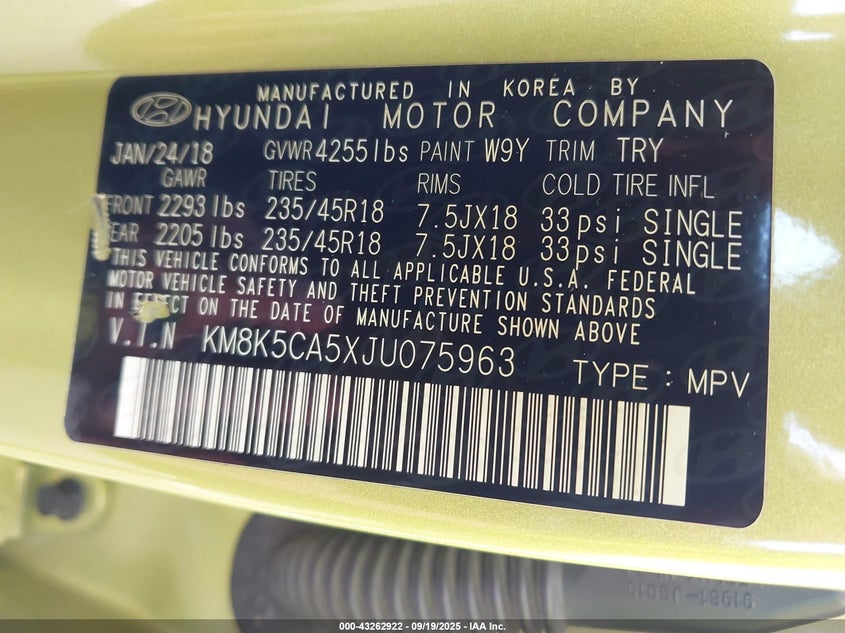 MANUFACTURED IN KOREA BY
HYUNDAI MOTOR COMPANY
JAN/24/18 GVWR 4255lbs PAINT W9Y TRIM TRY
GAWR TIRES RIMS COLD TIRE INFL
FRONT 2293 lbs 235/45R18 7.5JX18 33psi SINGLE
REAR 2205 lbs 235/45R18 7.5JX18 33psi SINGLE
THIS VEHICLE CONFORMS TO ALL APPLICABLE U.S.A. FEDERAL
MOTOR VEHICLE SAFETY AND THEFT PREVENTION STANDARDS
IN EFFECT ON THE DATE OF MANUFACTURE SHOWN ABOVE
V.I.N KM8K5CA5XJU075963 TYPE : MPV
000-43262922 - 09/19/2025 - IAA Inc.